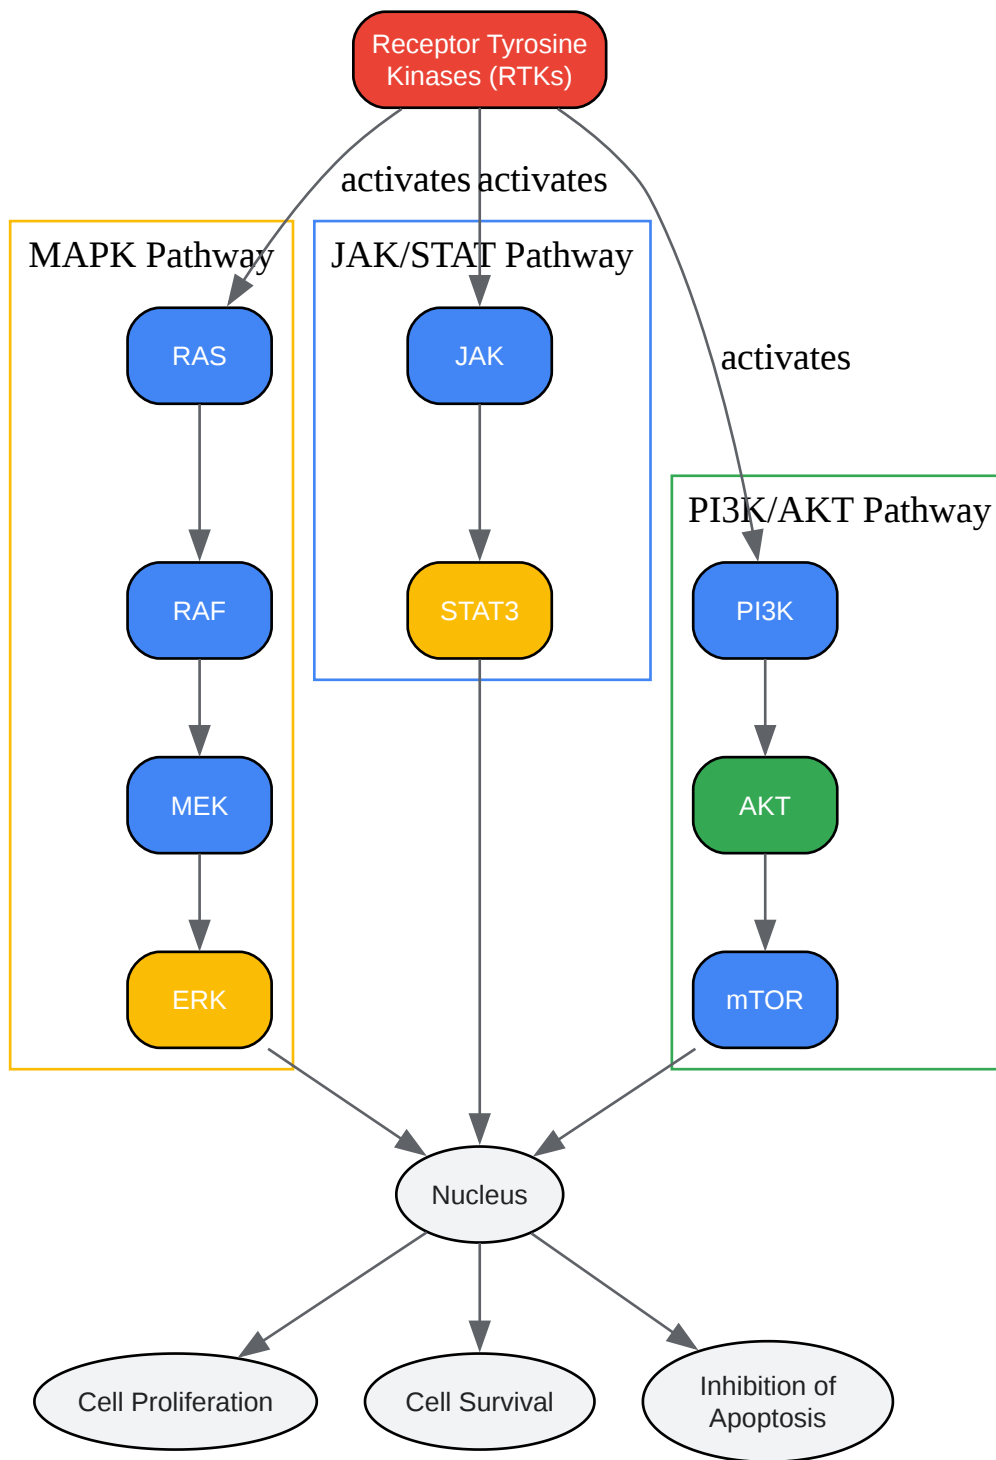 Receptor Tyrosine
Kinases (RTKs)
activates
activates
MAPK Pathway
JAK/STAT Pathway
RAS
JAK
activates
PI3K/AKT Pathway
RAF
STAT3
PI3K
MEK
AKT
ERK
mTOR
Nucleus
Cell Proliferation
Cell Survival
Inhibition of
Apoptosis